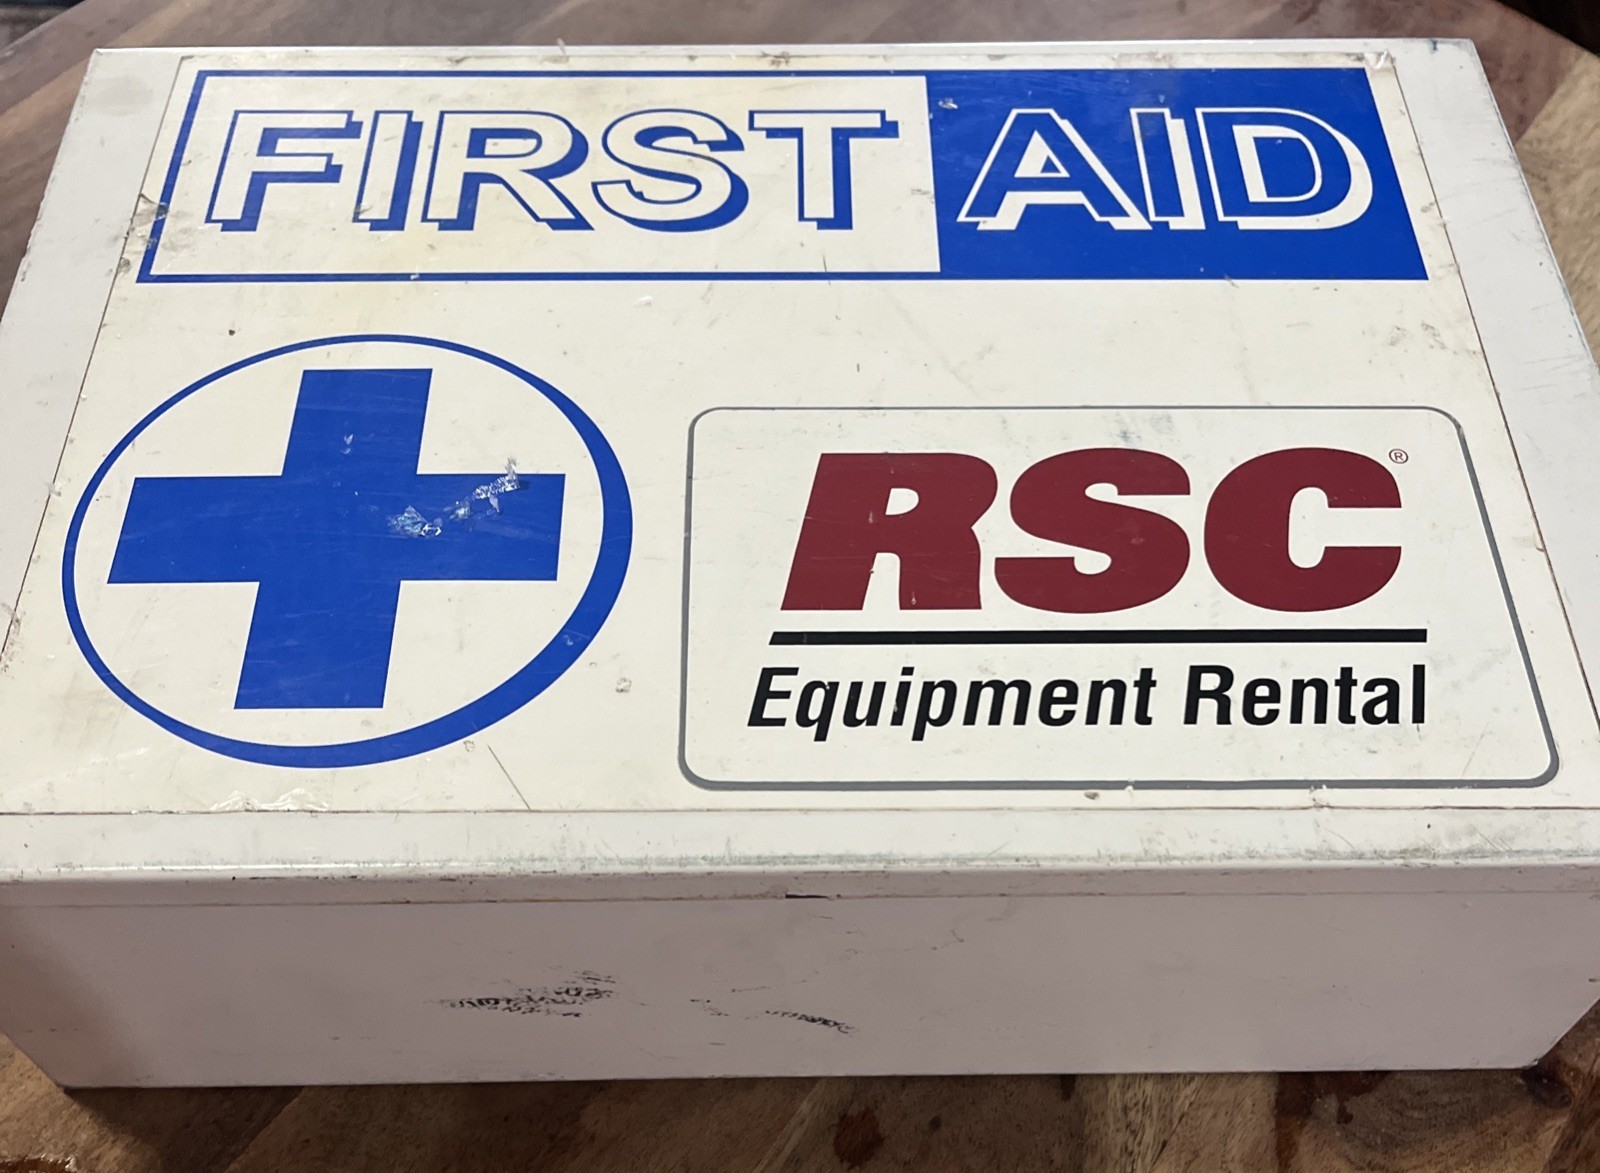 FIRST AID
RSC®
Equipment Rental